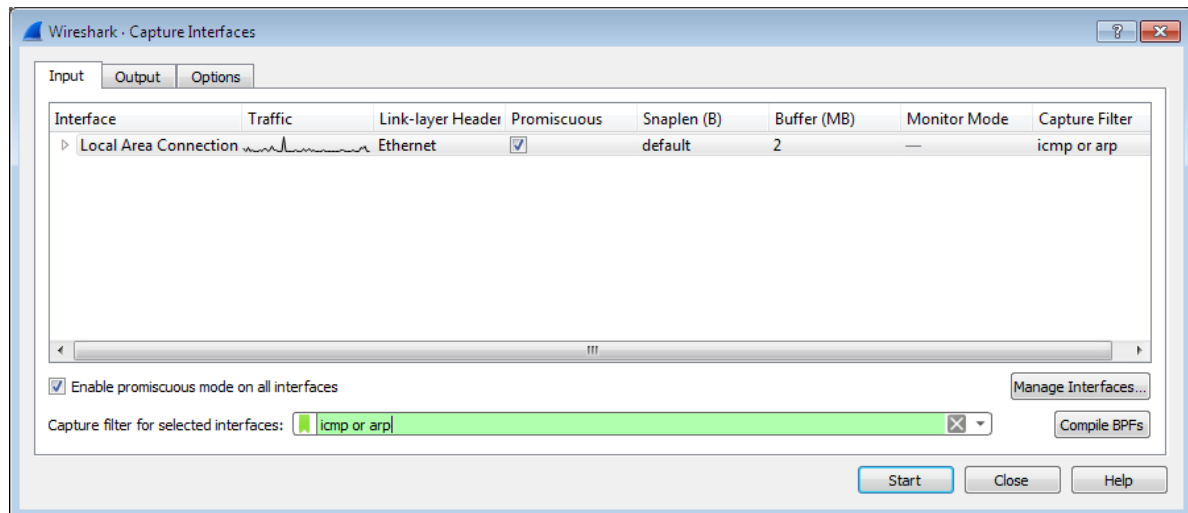 Wireshark · Capture Interfaces
Input Output Options
Interface Traffic Link-layer Header Promiscuous Snaplen (B) Buffer (MB) Monitor Mode Capture Filter
Local Area Connection Ethernet default 2 — icmp or arp
Enable promiscuous mode on all interfaces Manage Interfaces...
Capture filter for selected interfaces: icmp or arp Compile BPFs
Start Close Help